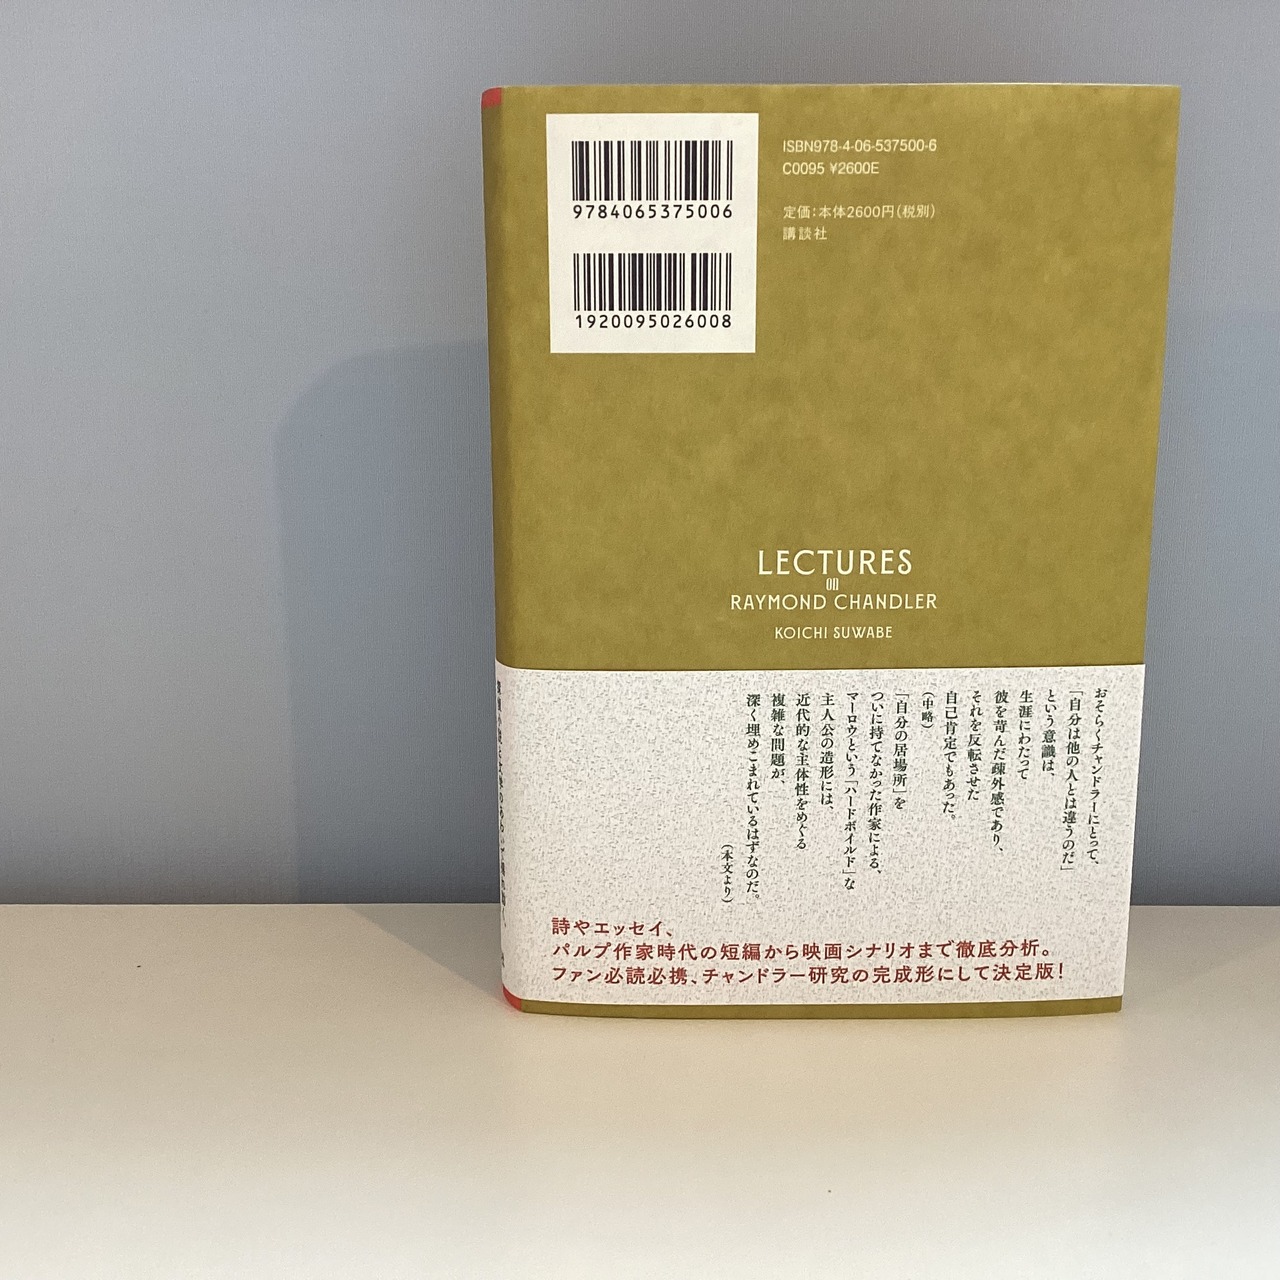 9784065375006
1920095026008
ISBN978-4-06-537500-6
C0095 ¥2600E
定価：本体2600円（税別）
講談社
LECTURES
on
RAYMOND CHANDLER
KOICHI SUWABE
おそらくチャンドラーにとって、
「自分は他の人とは違うのだ」
という意識は、
生涯にわたって
彼を苛んだ疎外感であり、
それを反転させた
自己肯定でもあった。
（中略）
「自分の居場所」を
ついに持てなかった作家による、
マーロウという「ハードボイルド」な
主人公の造形には、
近代的な主体性をめぐる
複雑な問題が、
深く埋めこまれているはずなのだ。
（本文より）
詩やエッセイ、
パルプ作家時代の短編から映画シナリオまで徹底分析。
ファン必読必携、チャンドラー研究の完成形にして決定版！